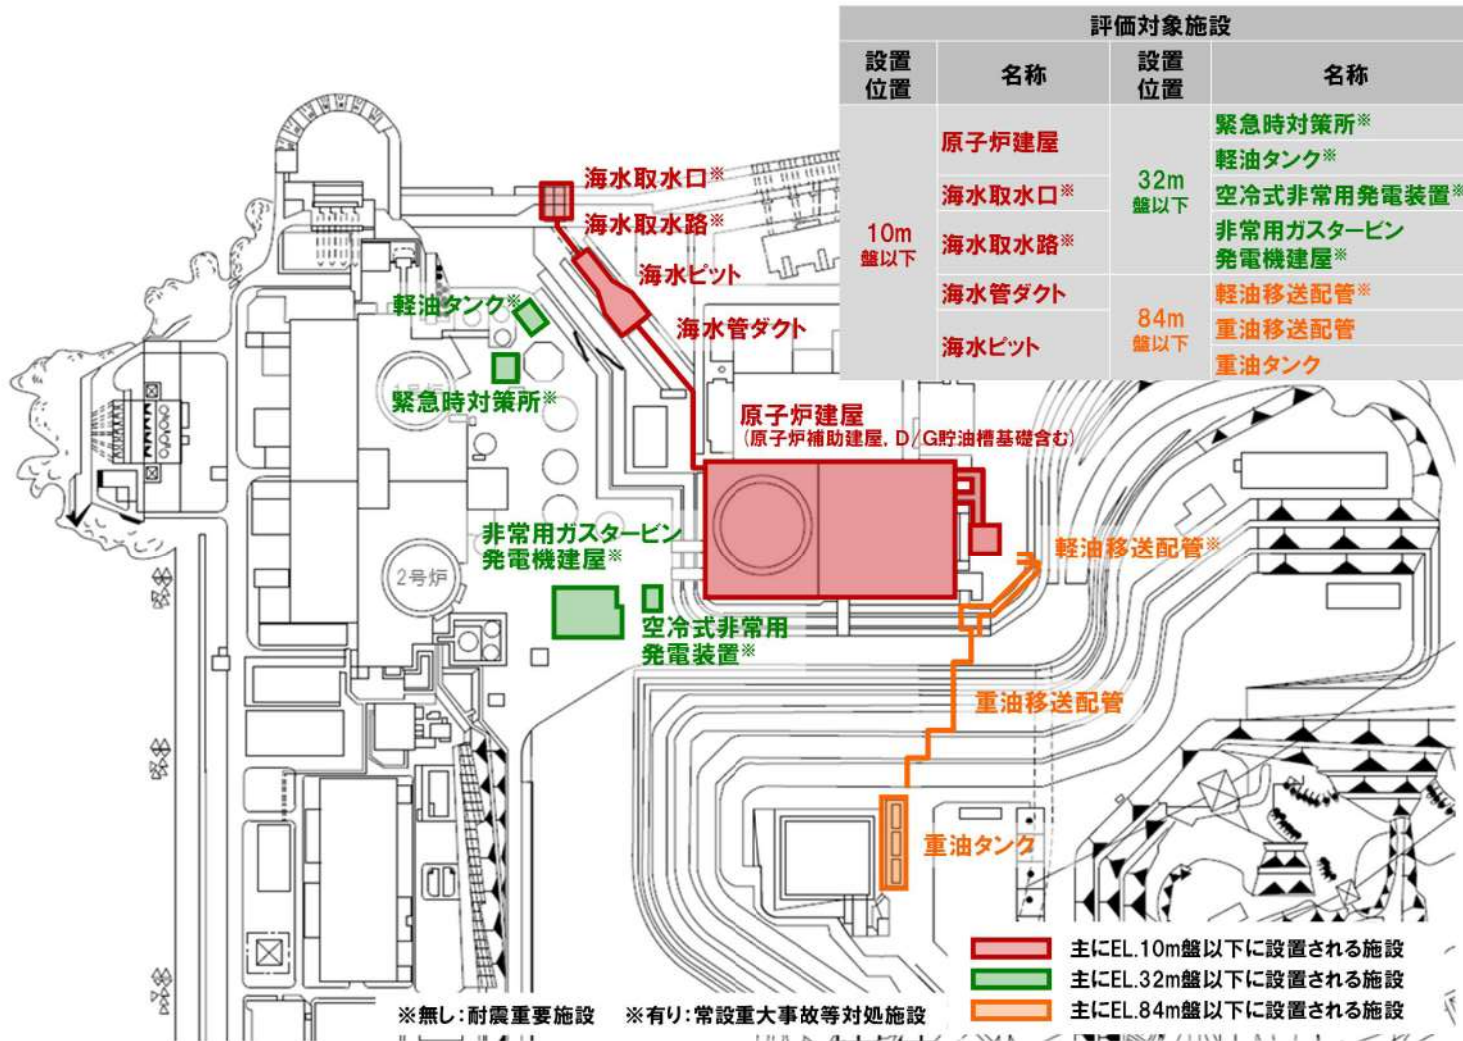 評価対象施設
設置
位置
名称
設置
位置
名称
10m
盤以下
原子炉建屋
海水取水口※
海水取水路※
海水管ダクト
海水ピット
32m
盤以下
緊急時対策所※
軽油タンク※
空冷式非常用発電装置※
非常用ガスタービン
発電機建屋※
84m
盤以下
軽油移送配管※
重油移送配管
重油タンク
海水取水口※
海水取水路※
海水ピット
軽油タンク※
海水管ダクト
1号炉
緊急時対策所※
原子炉建屋
(原子炉補助建屋, D/G貯油槽基礎含む)
非常用ガスタービン
発電機建屋※
軽油移送配管※
2号炉
空冷式非常用
発電装置※
重油移送配管
重油タンク
主にEL.10m盤以下に設置される施設
主にEL.32m盤以下に設置される施設
主にEL.84m盤以下に設置される施設
※無し:耐震重要施設 ※有り:常設重大事故等対処施設